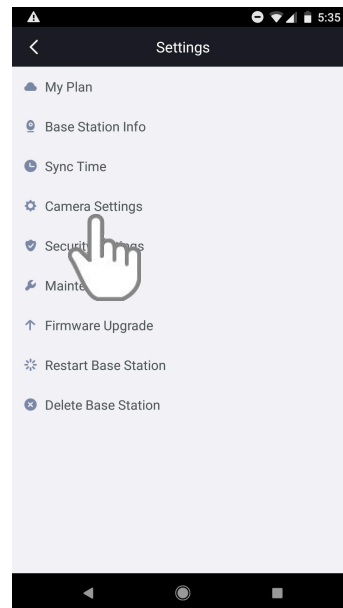 5:35
Settings
My Plan
Base Station Info
Sync Time
Camera Settings
Security
Firmware Upgrade
Restart Base Station
Delete Base Station